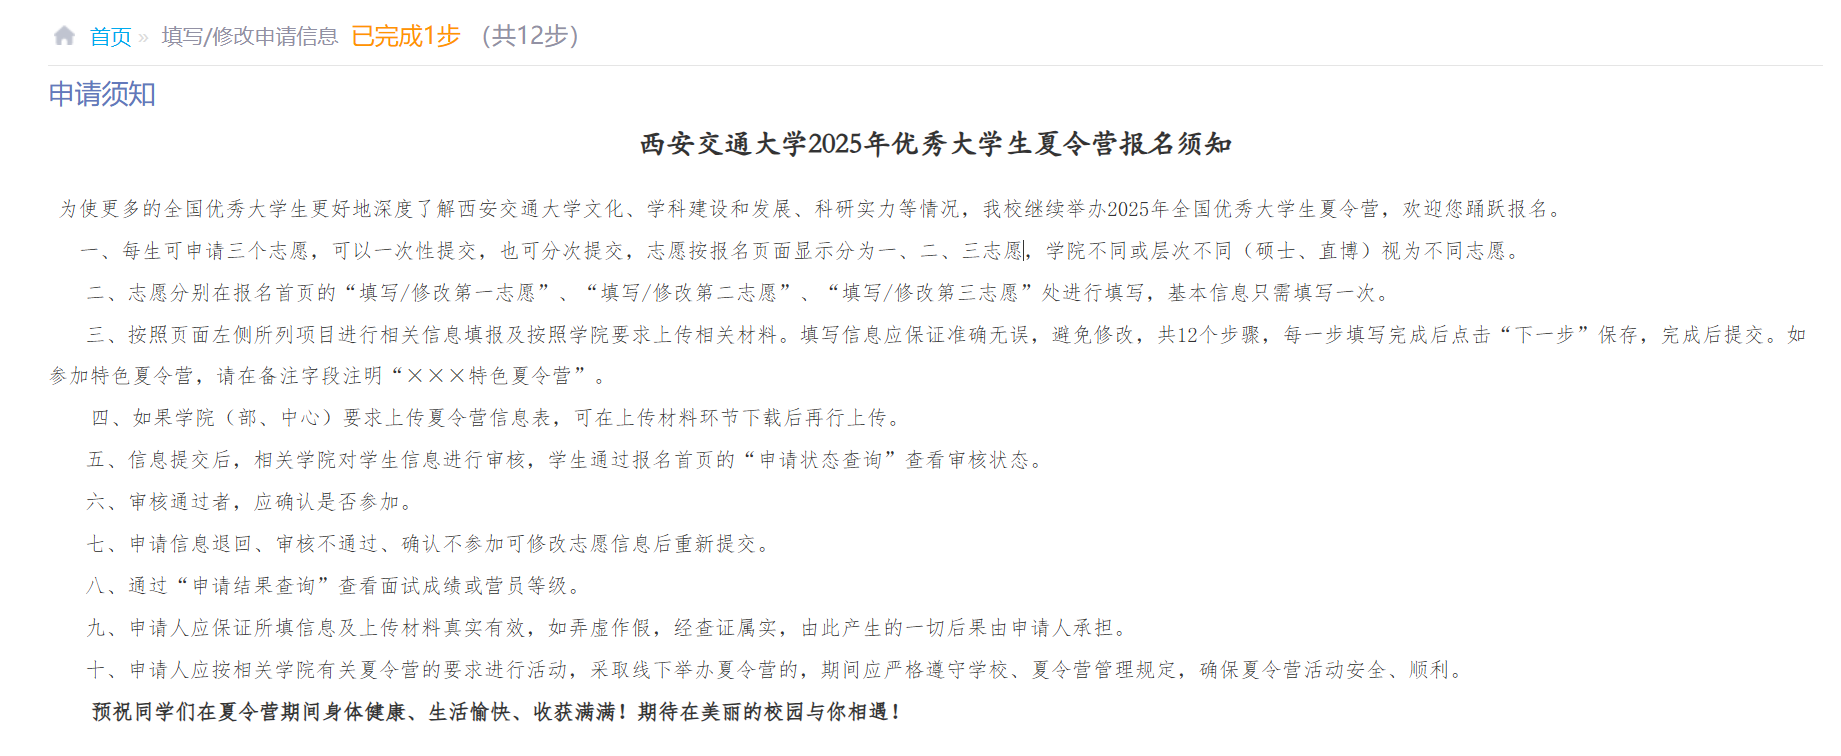 首页 » 填写/修改申请信息 已完成1步 （共12步）
申请须知
西安交通大学2025年优秀大学生夏令营报名须知
为使更多的全国优秀大学生更好地深度了解西安交通大学文化、学科建设和发展、科研实力等情况，我校继续举办2025年全国优秀大学生夏令营，欢迎您踊跃报名。
一、每生可申请三个志愿，可以一次性提交，也可分次提交，志愿按报名页面显示分为一、二、三志愿，学院不同或层次不同（硕士、直博）视为不同志愿。
二、志愿分别在报名首页的“填写/修改第一志愿”、“填写/修改第二志愿”、“填写/修改第三志愿”处进行填写，基本信息只需填写一次。
三、按照页面左侧所列项目进行相关信息填报及按照学院要求上传相关材料。填写信息应保证准确无误，避免修改，共12个步骤，每一步填写完成后点击“下一步”保存，完成后提交。如
参加特色夏令营，请在备注字段注明“×××特色夏令营”。
四、如果学院（部、中心）要求上传夏令营信息表，可在上传材料环节下载后再行上传。
五、信息提交后，相关学院对学生信息进行审核，学生通过报名首页的“申请状态查询”查看审核状态。
六、审核通过者，应确认是否参加。
七、申请信息退回、审核不通过、确认不参加可修改志愿信息后重新提交。
八、通过“申请结果查询”查看面试成绩或营员等级。
九、申请人应保证所填信息及上传材料真实有效，如弄虚作假，经查证属实，由此产生的一切后果由申请人承担。
十、申请人应按相关学院有关夏令营的要求进行活动，采取线下举办夏令营的，期间应严格遵守学校、夏令营管理规定，确保夏令营活动安全、顺利。
预祝同学们在夏令营期间身体健康、生活愉快、收获满满！期待在美丽的校园与你相遇！